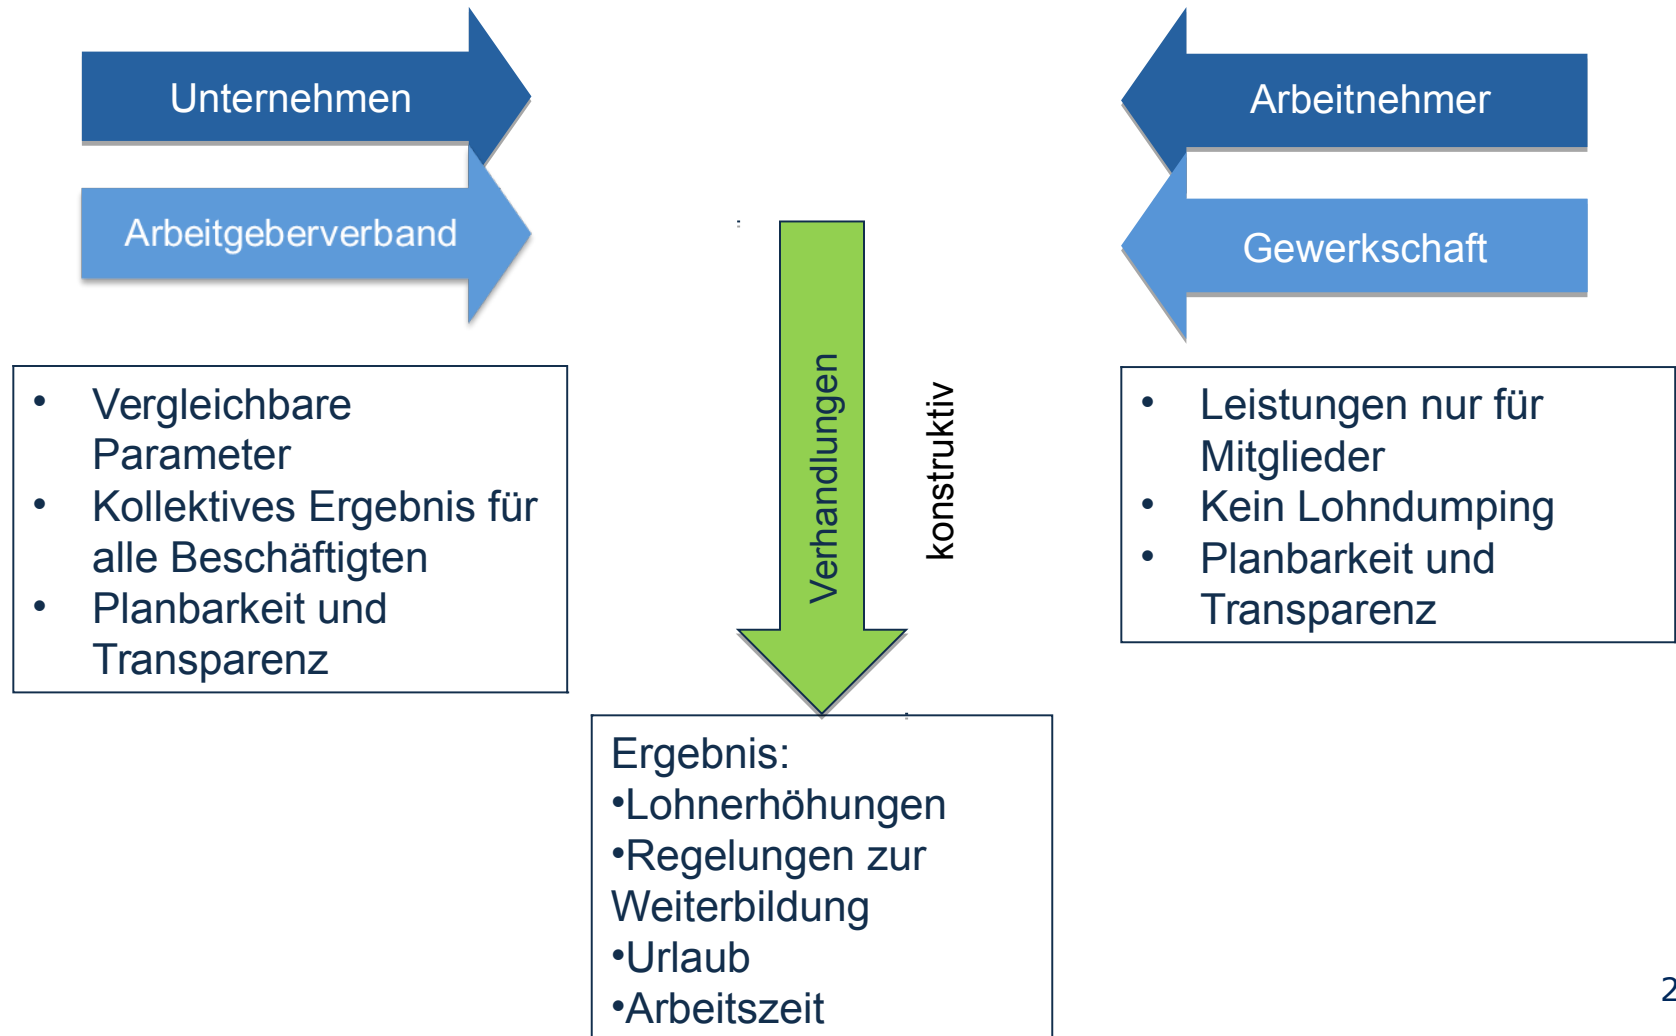 Unternehmen
Arbeitgeberverband
Arbeitnehmer
Gewerkschaft
• Vergleichbare
Parameter
• Kollektives Ergebnis für
alle Beschäftigten
• Planbarkeit und
Transparenz
Verhandlungen
konstruktiv
• Leistungen nur für
Mitglieder
• Kein Lohndumping
• Planbarkeit und
Transparenz
Ergebnis:
•Lohnerhöhungen
•Regelungen zur
Weiterbildung
•Urlaub
•Arbeitszeit
2